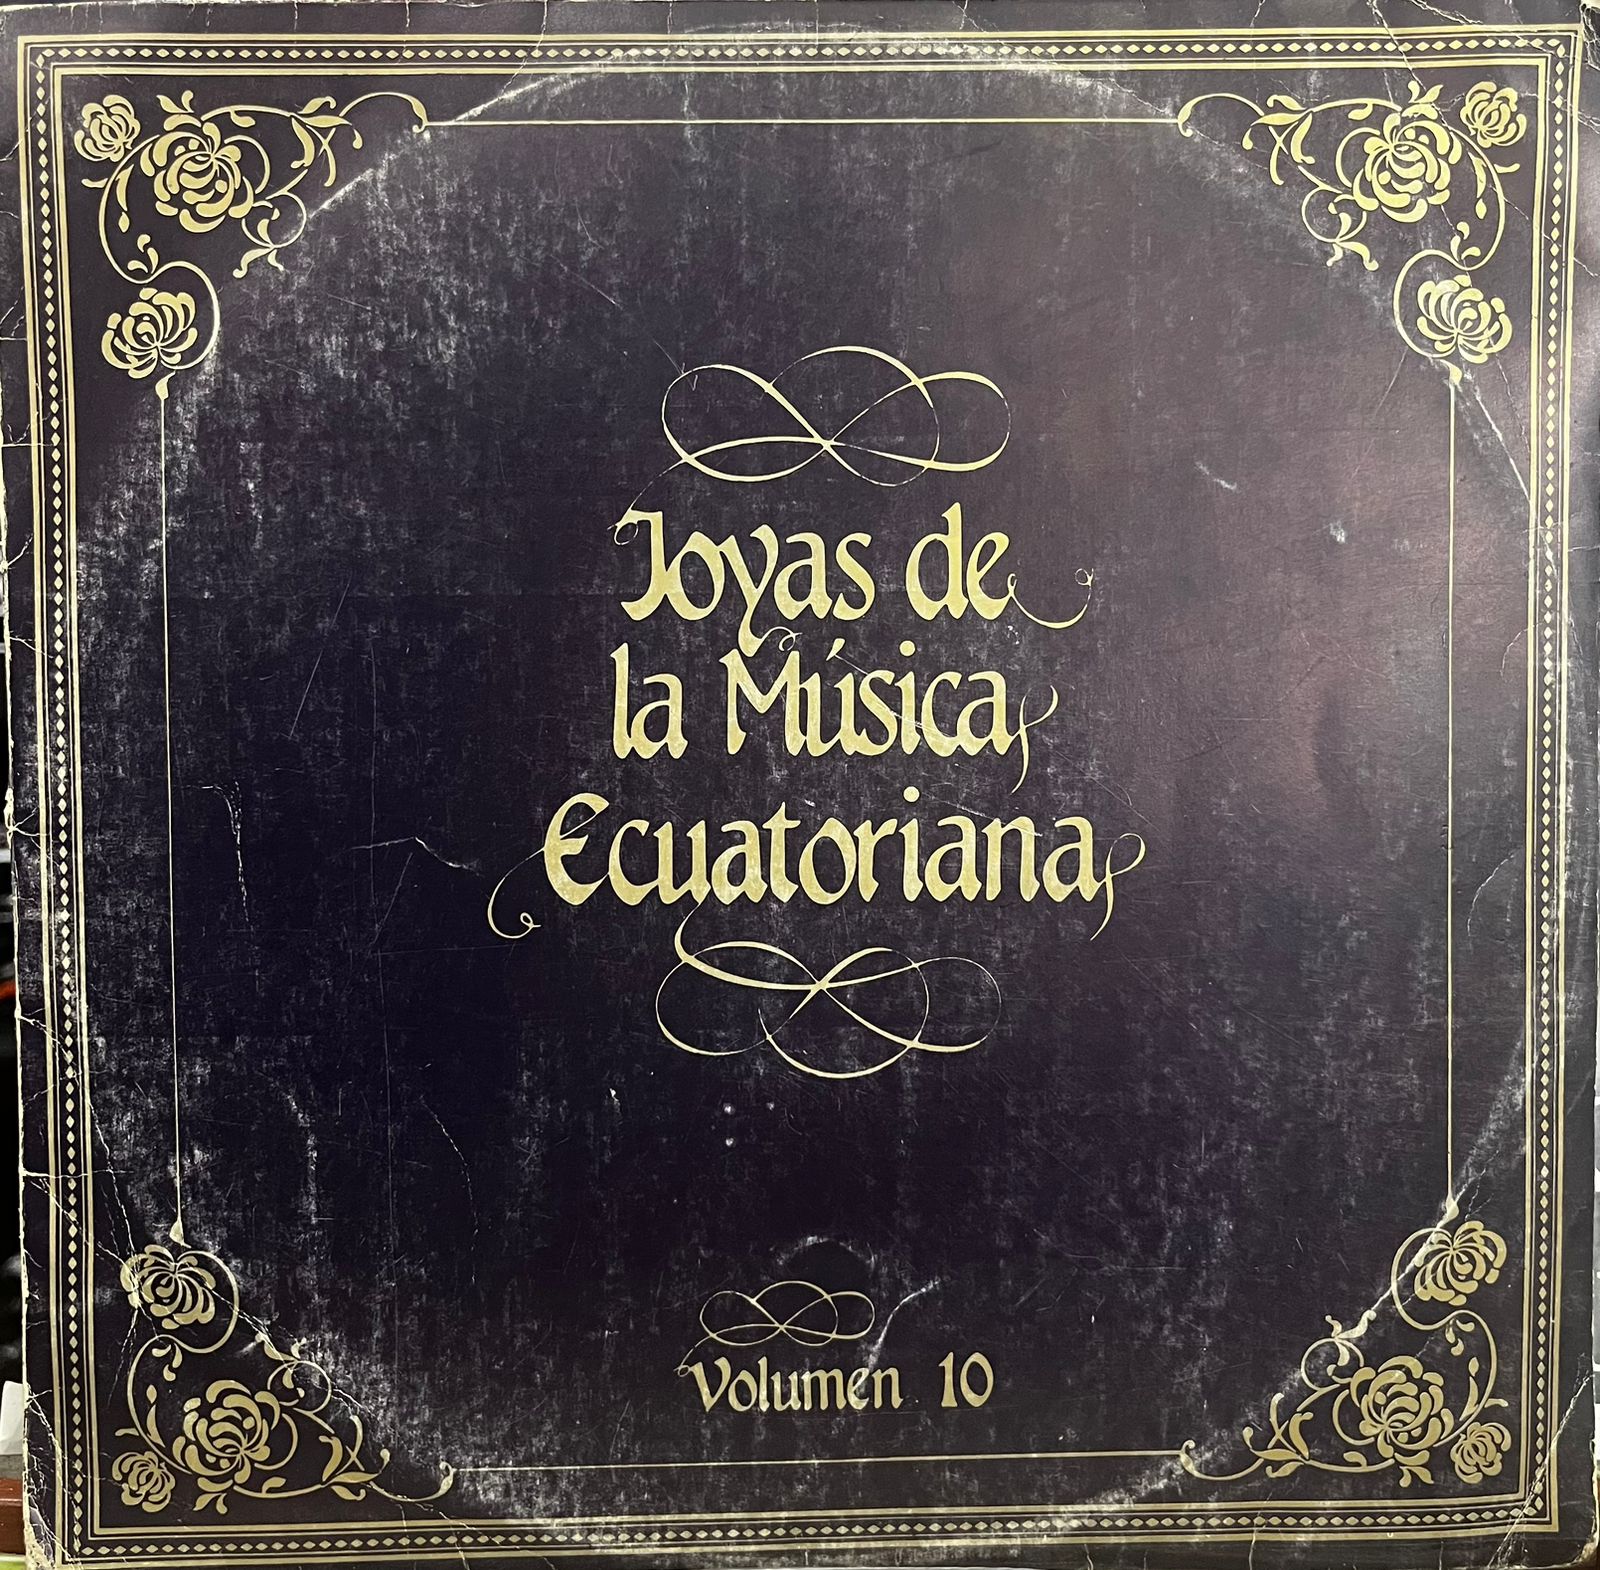 Joyas de
la Música
Ecuatoriana
Volumen 10